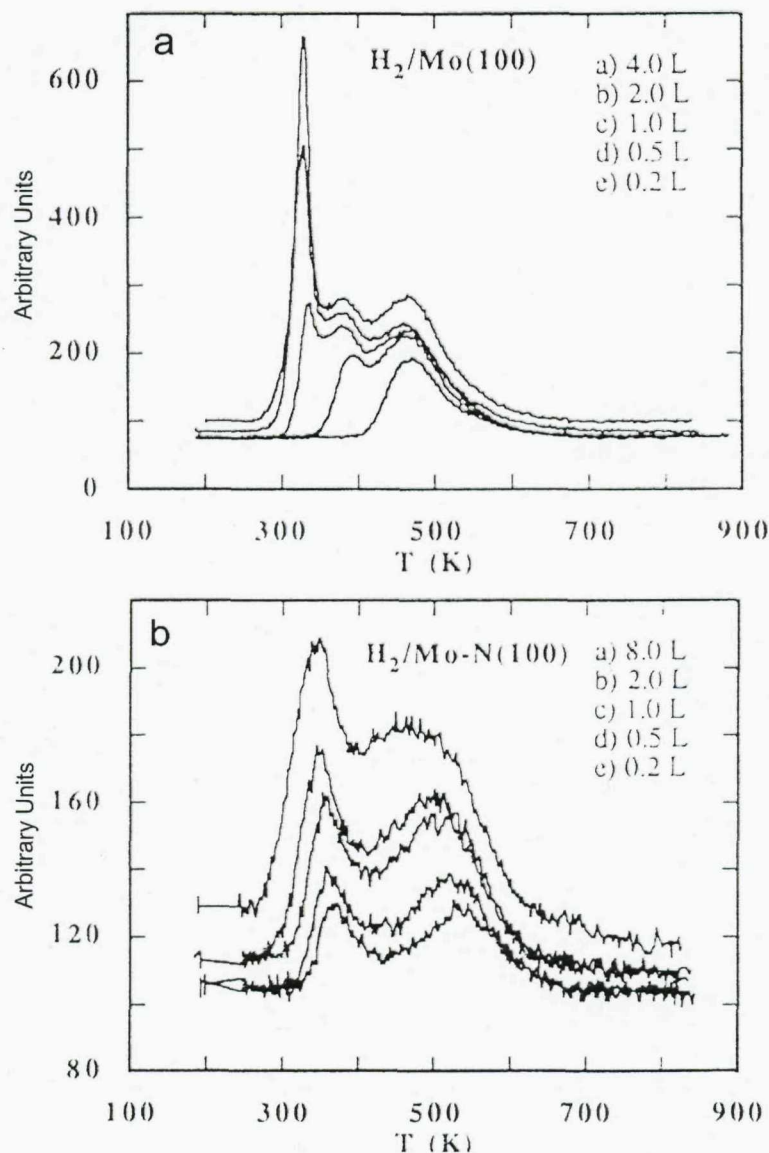 a
H2/Mo(100)
a) 4.0 L
b) 2.0 L
c) 1.0 L
d) 0.5 L
e) 0.2 L
600
400
200
0
Arbitrary Units
100 300 500 700 900
T (K)
b
H2/Mo-N(100)
a) 8.0 L
b) 2.0 L
c) 1.0 L
d) 0.5 L
e) 0.2 L
200
160
120
80
Arbitrary Units
100 300 500 700 900
T (K)